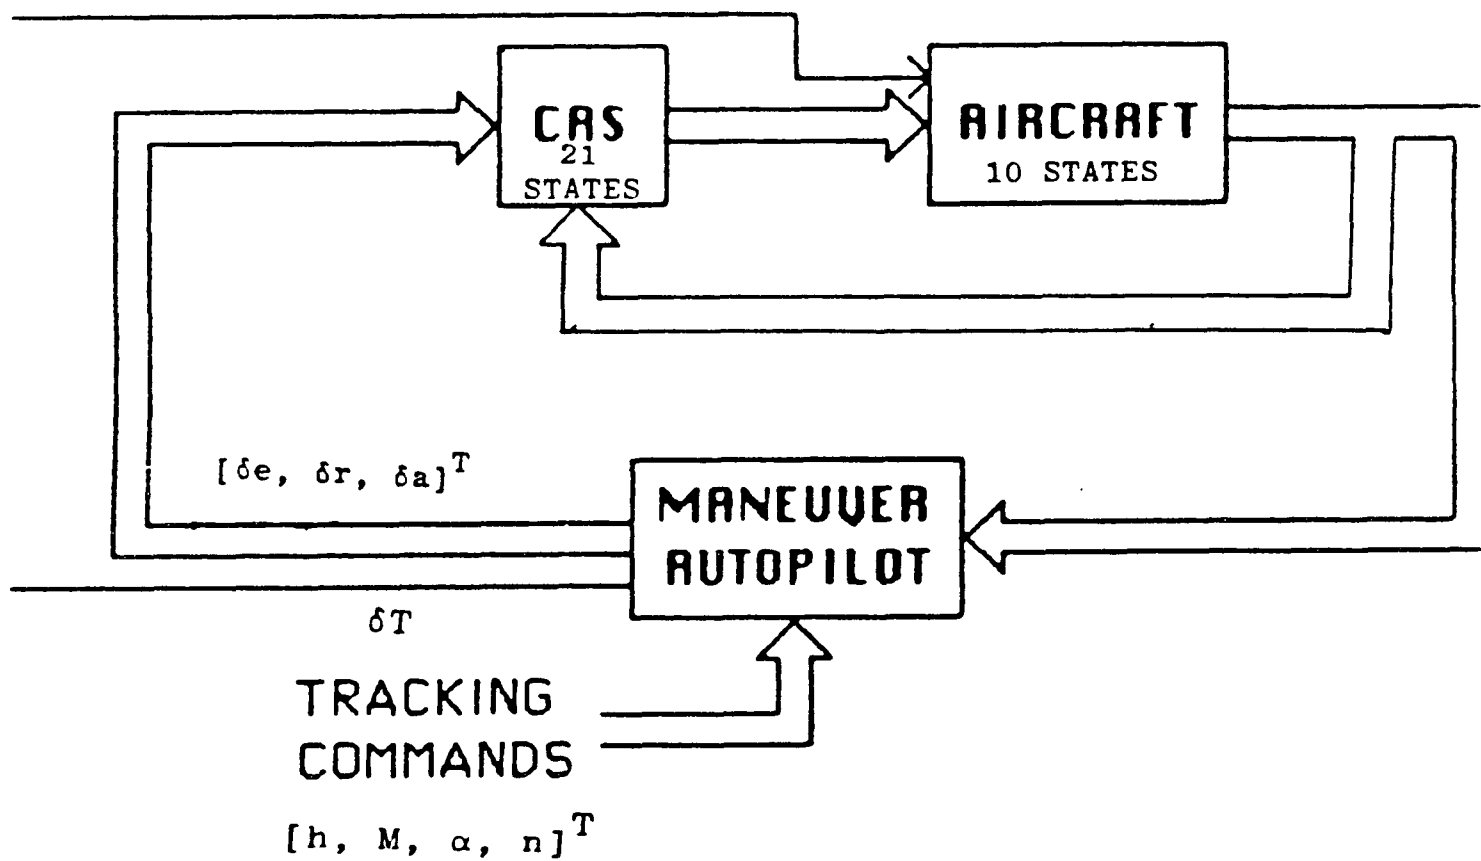 CAS
21
STATES
AIRCRAFT
10 STATES
[δe, δr, δa]ᵀ
MANEUVER
AUTOPILOT
δT
TRACKING
COMMANDS
[h, M, α, n]ᵀ